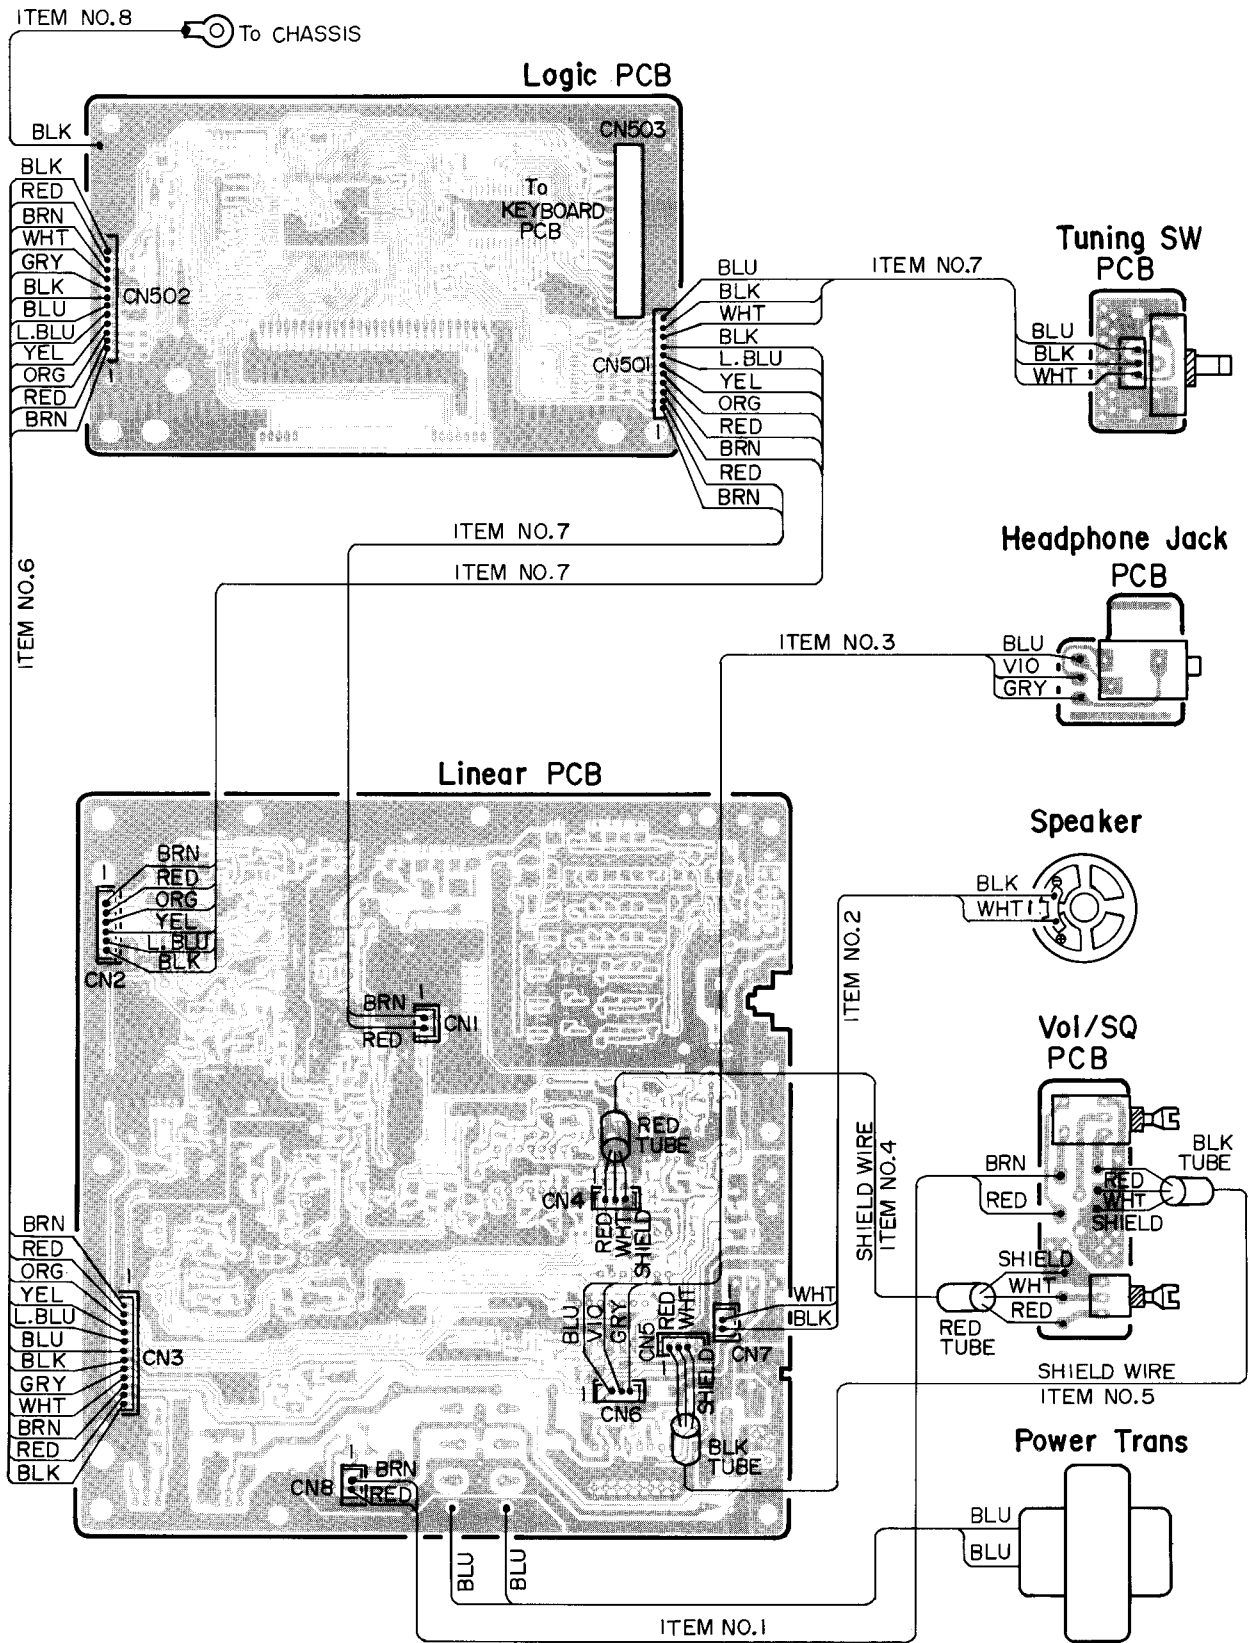 ITEM NO.8
To CHASSIS
Logic PCB
BLK
BLK
RED
BRN
WHT
GRY
BLK
BLU
L.BLU
YEL
ORG
RED
BRN
CN502
1
CN503
To
KEYBOARD
PCB
CN501
1
BLU
BLK
WHT
BLK
L.BLU
YEL
ORG
RED
BRN
RED
BRN
ITEM NO.7
Tuning SW
PCB
BLU
BLK
WHT
ITEM NO.7
ITEM NO.7
ITEM NO.6
Headphone Jack
PCB
ITEM NO.3
BLU
VIO
GRY
Linear PCB
1
BRN
RED
ORG
YEL
L.BLU
BLK
CN2
1
BRN
RED
CN1
Speaker
BLK
WHT
ITEM NO.2
Vol/SQ
PCB
BRN
RED
RED
WHT
SHIELD
BLK
TUBE
SHIELD
WHT
RED
RED
TUBE
SHIELD WIRE
ITEM NO.4
SHIELD WIRE
ITEM NO.5
RED
TUBE
1
CN4
RED
WHT
SHIELD
BRN
RED
ORG
YEL
L.BLU
BLU
BLK
GRY
WHT
BRN
RED
BLK
1
CN3
BLU
VIO
GRY
1
CN6
CN5
1
RED
WHT
SHIELD
BLK
TUBE
1
WHT
BLK
CN7
1
CN8
BRN
RED
BLU
BLU
Power Trans
BLU
BLU
ITEM NO.1